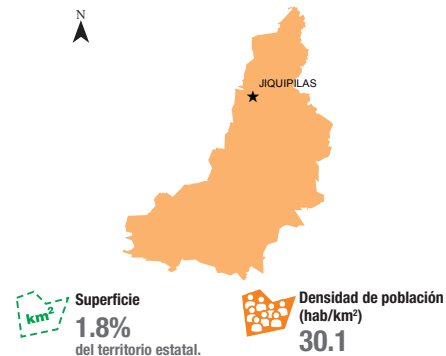 N
JIQUIPILAS
km²
Superficie
1.8%
del territorio estatal.
Densidad de población
(hab/km²)
30.1